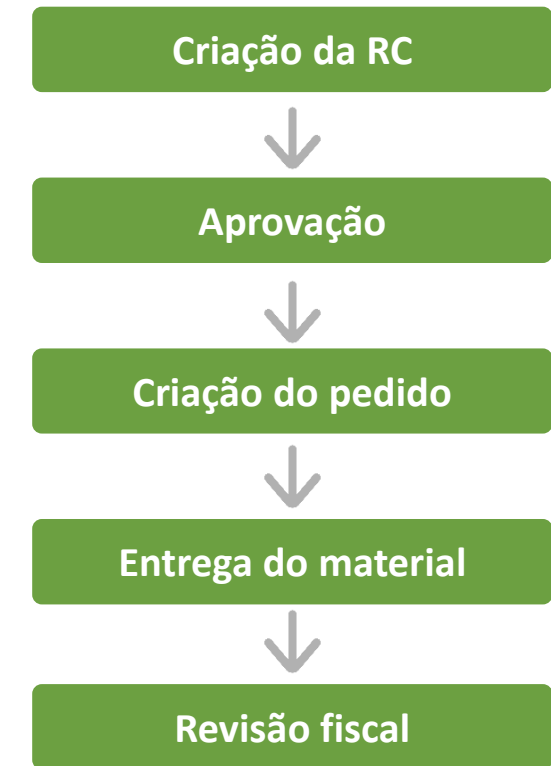 Criação da RC
Aprovação
Criação do pedido
Entrega do material
Revisão fiscal